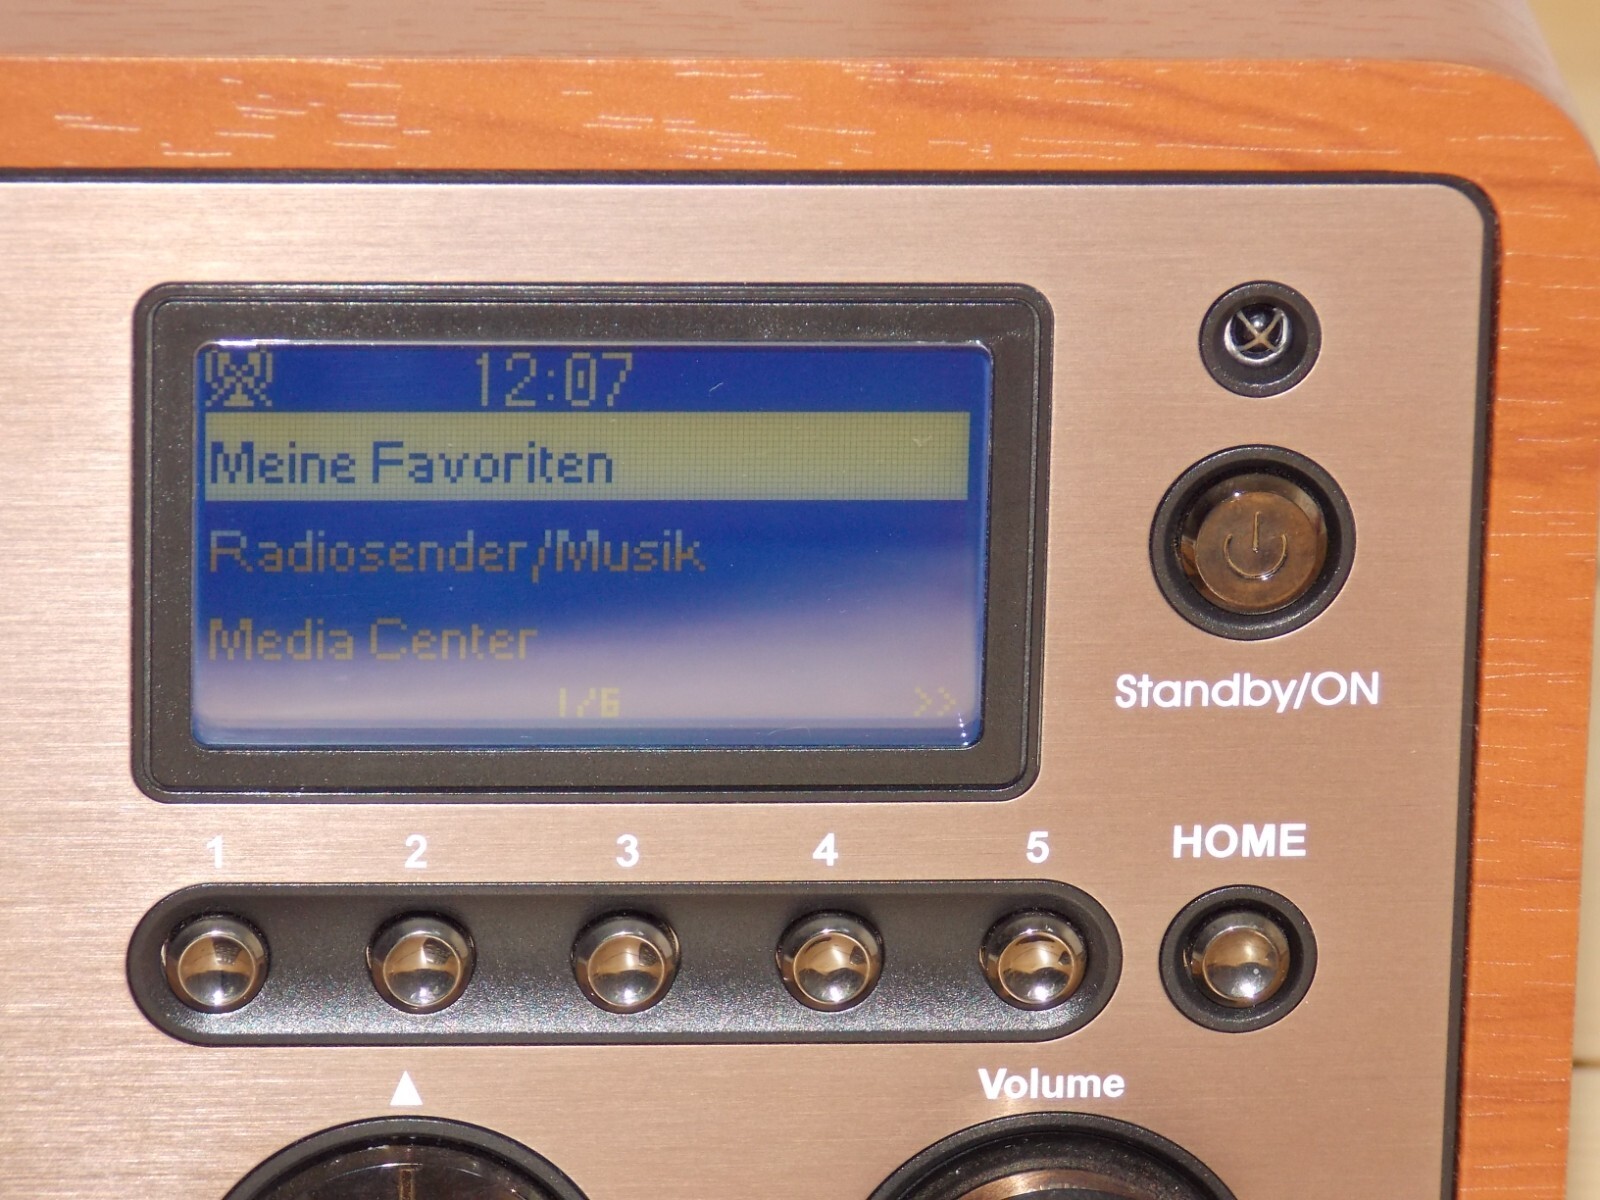 12:07
Meine Favoriten
Radiosender/Musik
Media Center
1/6 >>
Standby/ON
1 2 3 4 5
HOME
Volume